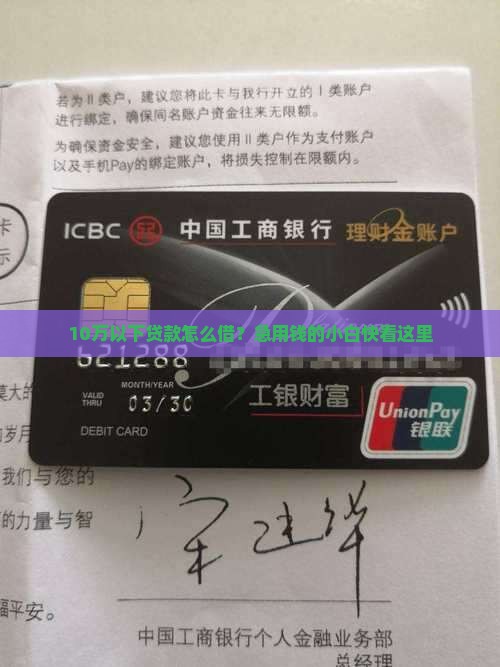 若为Ⅱ类户，建议您将此卡与我行开立的Ⅰ类账户
进行绑定，确保同名账户资金往来无限额。
为确保资金安全，建议您使用Ⅱ类户作为支付账户
以及手机Pay的绑定账户，将损失控制在限额内。
卡
示
ICBC 中国工商银行 理财金账户
10万以下贷款怎么借？急用钱的小白快看这里
621288
MONTH/YEAR
VALID
THRU
03/30
工银财富
DEBIT CARD
UnionPay
银联
莫大的
岁月
我们与您的
的力量与智
福平安。
中国工商银行个人金融业务部
总经理